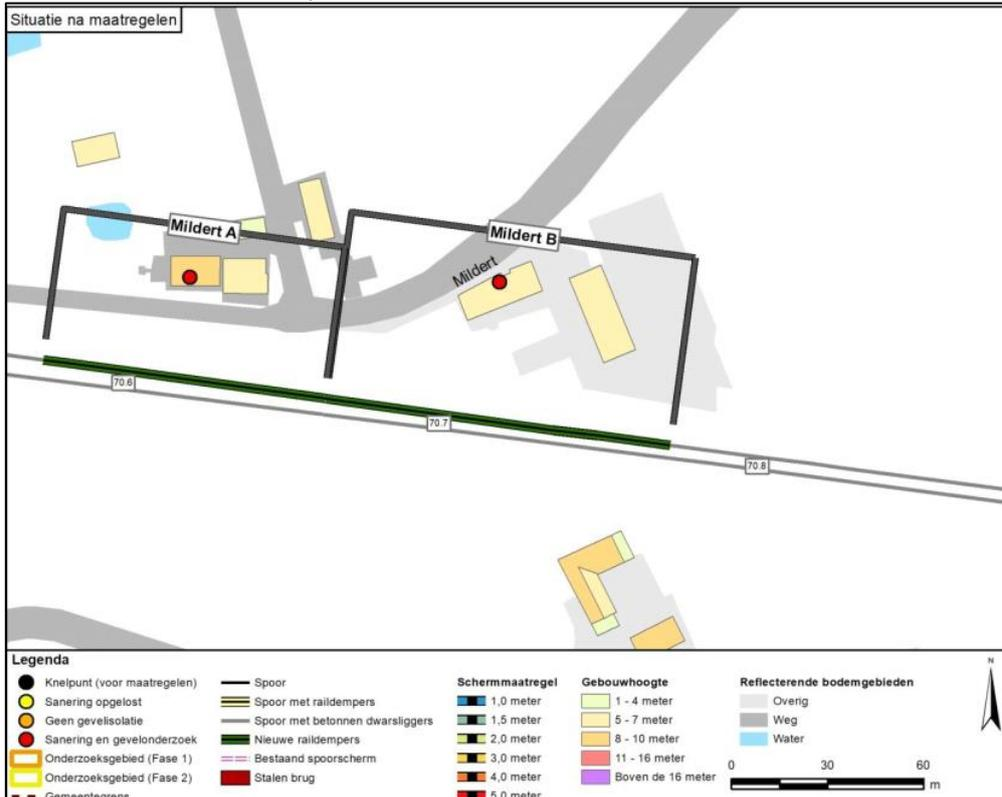 Situatie na maatregelen
Mildert A
Mildert B
Mildert
70.6
70.7
70.8
Legenda
Knelpunt (voor maatregelen)
Sanering opgelost
Geen gevelisolatie
Sanering en gevelonderzoek
Onderzoeksgebied (Fase 1)
Onderzoeksgebied (Fase 2)
Gemeentegrens
Spoor
Spoor met raildempers
Spoor met betonnen dwarsliggers
Nieuwe raildempers
Bestaand spoorscherm
Stalen brug
Schermmaatregel
1,0 meter
1,5 meter
2,0 meter
3,0 meter
4,0 meter
5,0 meter
Gebouwhoogte
1 - 4 meter
5 - 7 meter
8 - 10 meter
11 - 16 meter
Boven de 16 meter
Reflecterende bodemgebieden
Overig
Weg
Water
N
0 30 60
m